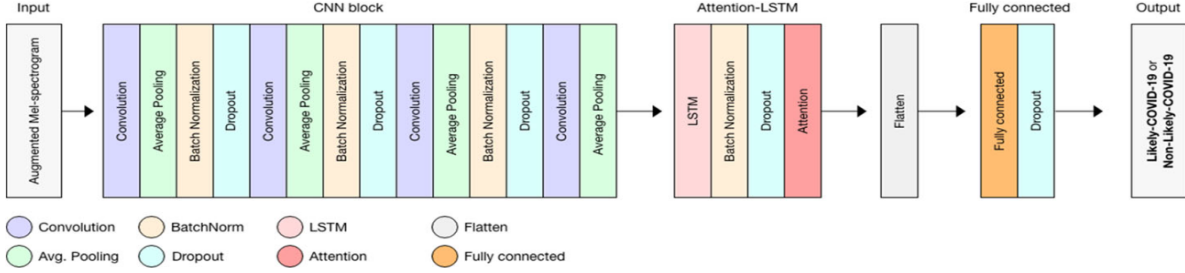 Input
CNN block
Attention-LSTM
Fully connected
Output
Augmented Mel-spectrogram
Convolution
Average Pooling
Batch Normalization
Dropout
Convolution
Average Pooling
Batch Normalization
Dropout
Convolution
Average Pooling
Batch Normalization
Dropout
Convolution
Average Pooling
LSTM
Batch Normalization
Dropout
Attention
Flatten
Fully connected
Dropout
Likely-COVID-19 or
Non-Likely-COVID-19
Convolution
BatchNorm
LSTM
Flatten
Avg. Pooling
Dropout
Attention
Fully connected